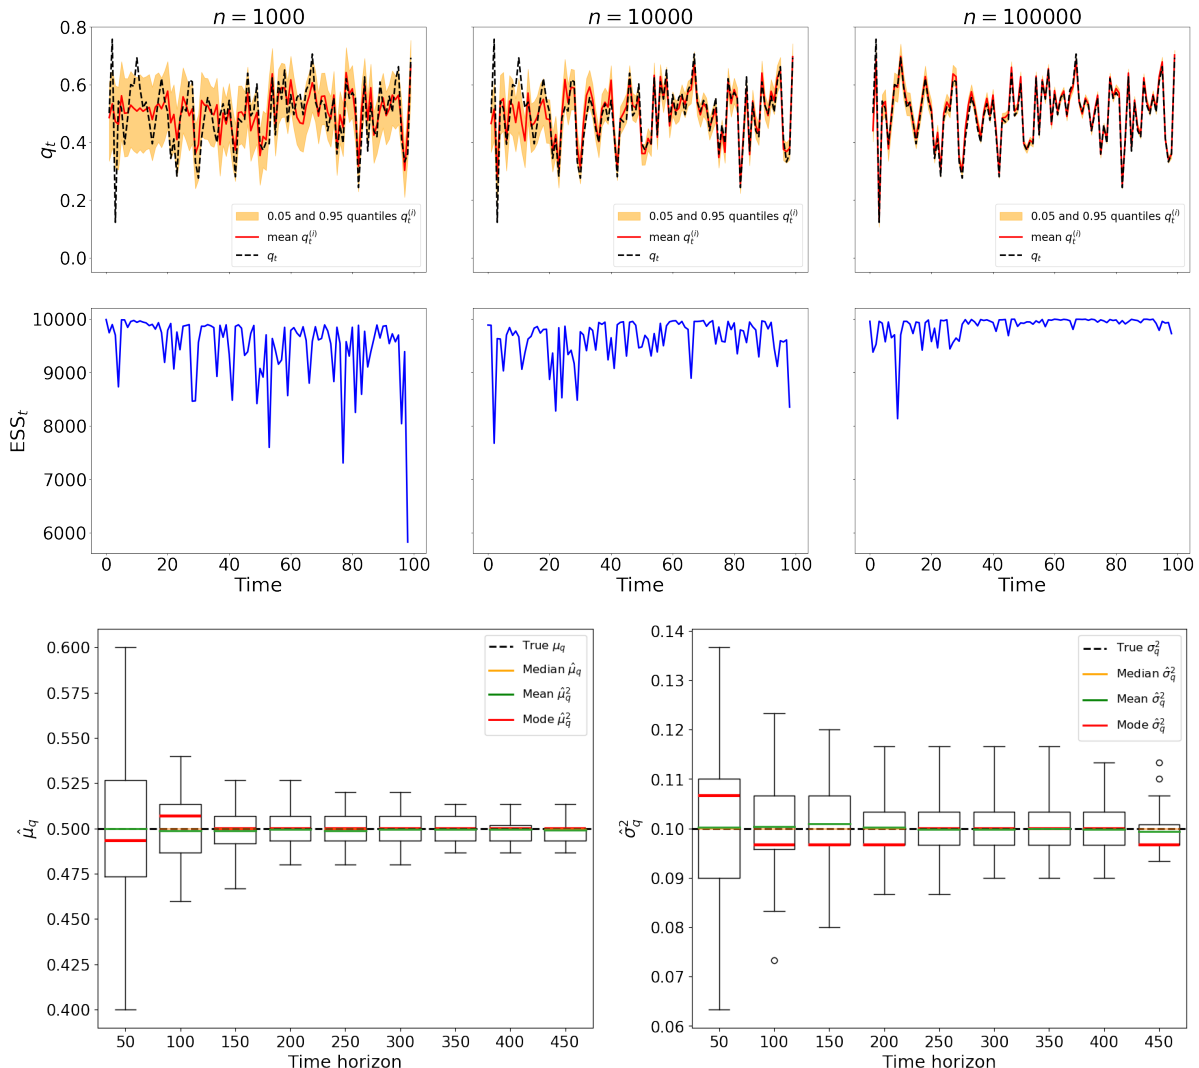 n = 1000
n = 10000
n = 100000
0.8
0.6
0.4
0.2
0.0
q_t
0.05 and 0.95 quantiles q_t^(i)
mean q_t^(i)
q_t
0.05 and 0.95 quantiles q_t^(i)
mean q_t^(i)
q_t
0.05 and 0.95 quantiles q_t^(i)
mean q_t^(i)
q_t
10000
9000
8000
7000
6000
ESS_t
0 20 40 60 80 100
0 20 40 60 80 100
0 20 40 60 80 100
Time
Time
Time
0.600
0.575
0.550
0.525
0.500
0.475
0.450
0.425
0.400
μ̂_q
True μ_q
Median μ̂_q
Mean μ̂_q^2
Mode μ̂_q^2
50 100 150 200 250 300 350 400 450
Time horizon
0.14
0.13
0.12
0.11
0.10
0.09
0.08
0.07
0.06
σ̂_q^2
True σ_q^2
Median σ̂_q^2
Mean σ̂_q^2
Mode σ̂_q^2
50 100 150 200 250 300 350 400 450
Time horizon